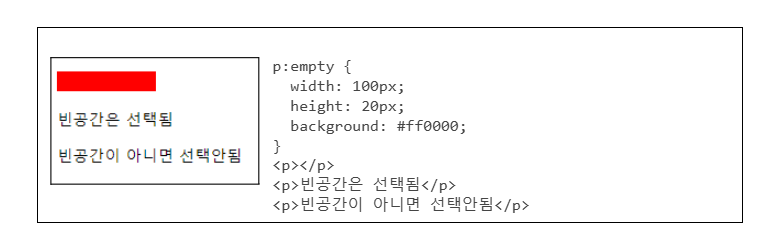 빈공간은 선택됨
빈공간이 아니면 선택안됨
p:empty {
  width: 100px;
  height: 20px;
  background: #ff0000;
}
<p></p>
<p>빈공간은 선택됨</p>
<p>빈공간이 아니면 선택안됨</p>